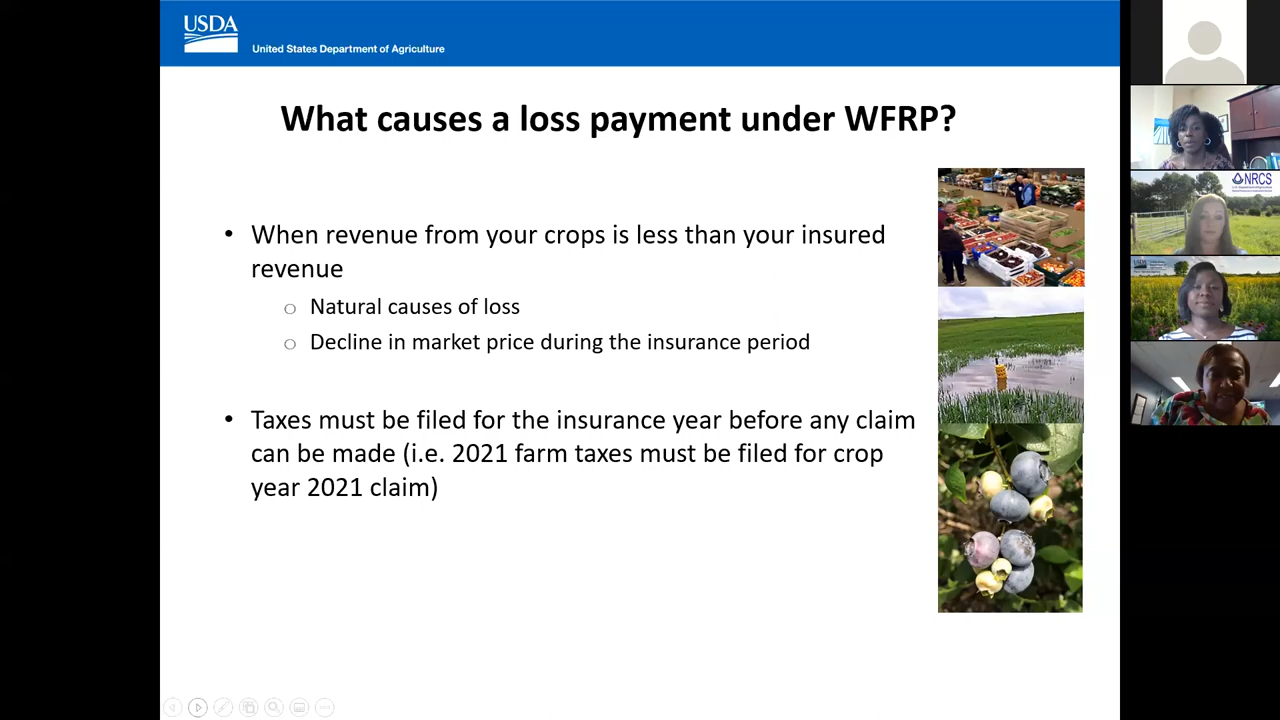 USDA
United States Department of Agriculture
What causes a loss payment under WFRP?
• When revenue from your crops is less than your insured
revenue
o Natural causes of loss
o Decline in market price during the insurance period
• Taxes must be filed for the insurance year before any claim
can be made (i.e. 2021 farm taxes must be filed for crop
year 2021 claim)
NRCS
USDA